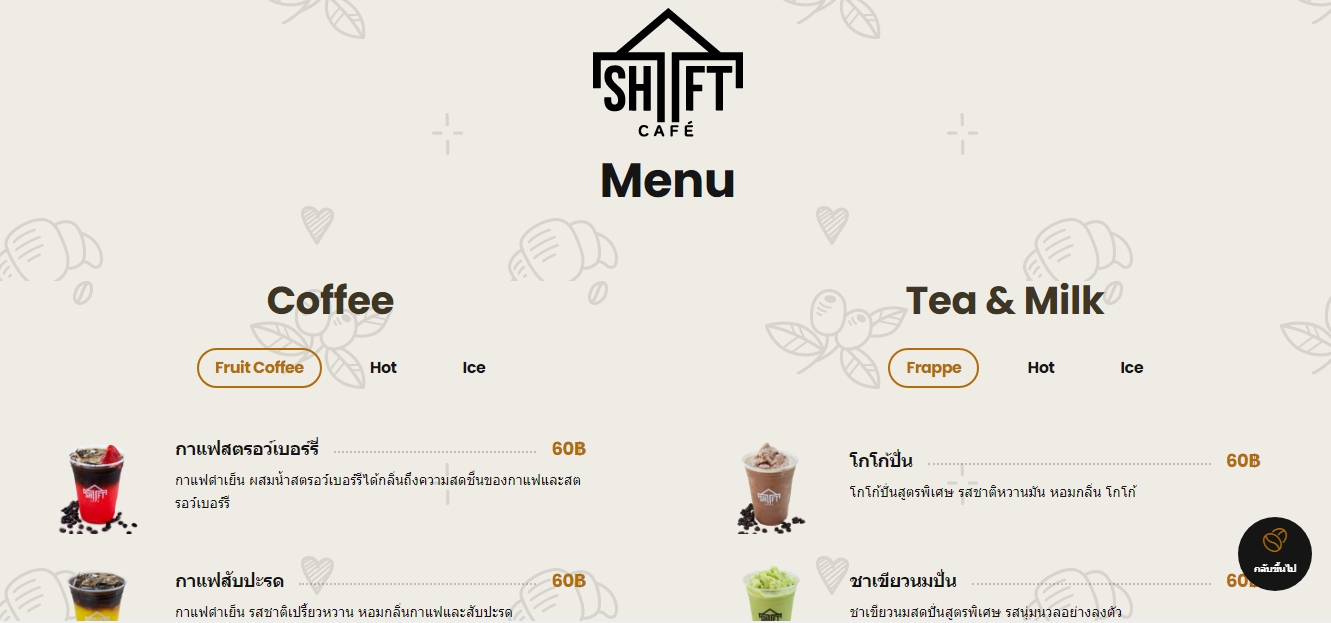 SHIFT
CAFÉ
Menu
Coffee
Fruit Coffee Hot Ice
กาแฟสตรอว์เบอร์รี่ 60B
กาแฟดำเย็น ผสมน้ำสตรอว์เบอร์รีได้กลิ่นถึงความสดชื่นของกาแฟและสต
รอว์เบอร์รี
กาแฟสับปะรด 60B
กาแฟดำเย็น รสชาติเปรี้ยวหวาน หอมกลิ่นกาแฟและสับปะรด
Tea & Milk
Frappe Hot Ice
โกโก้ปั่น 60B
โกโก้ปั่นสูตรพิเศษ รสชาติหวานมัน หอมกลิ่น โกโก้
ชาเขียวนมปั่น
ชาเขียวนมสดปั่นสูตรพิเศษ รสนุ่มนวลอย่างลงตัว
กลับขึ้นไป